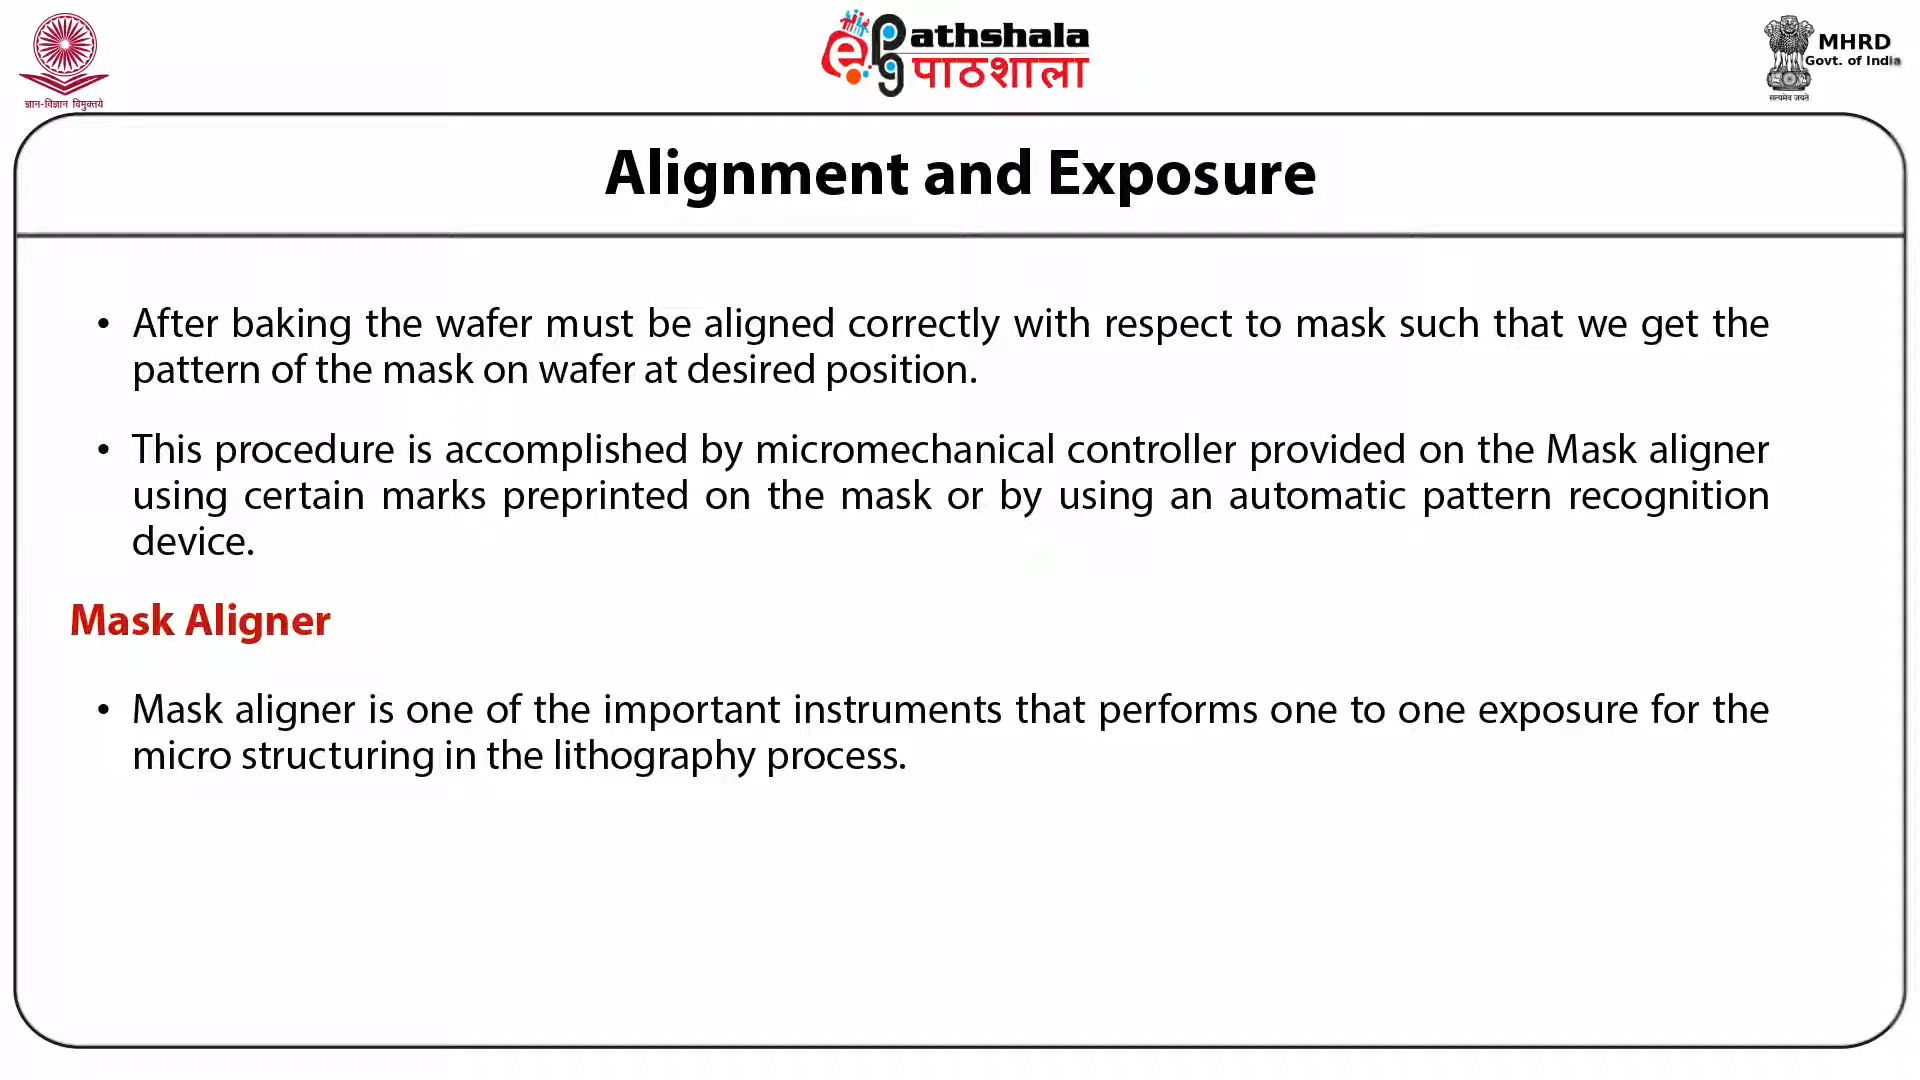 ज्ञान-विज्ञान विमुक्तये
ePathshala
पाठशाला
MHRD
Govt. of India
सत्यमेव जयते
Alignment and Exposure
• After baking the wafer must be aligned correctly with respect to mask such that we get the
pattern of the mask on wafer at desired position.
• This procedure is accomplished by micromechanical controller provided on the Mask aligner
using certain marks preprinted on the mask or by using an automatic pattern recognition
device.
Mask Aligner
• Mask aligner is one of the important instruments that performs one to one exposure for the
micro structuring in the lithography process.